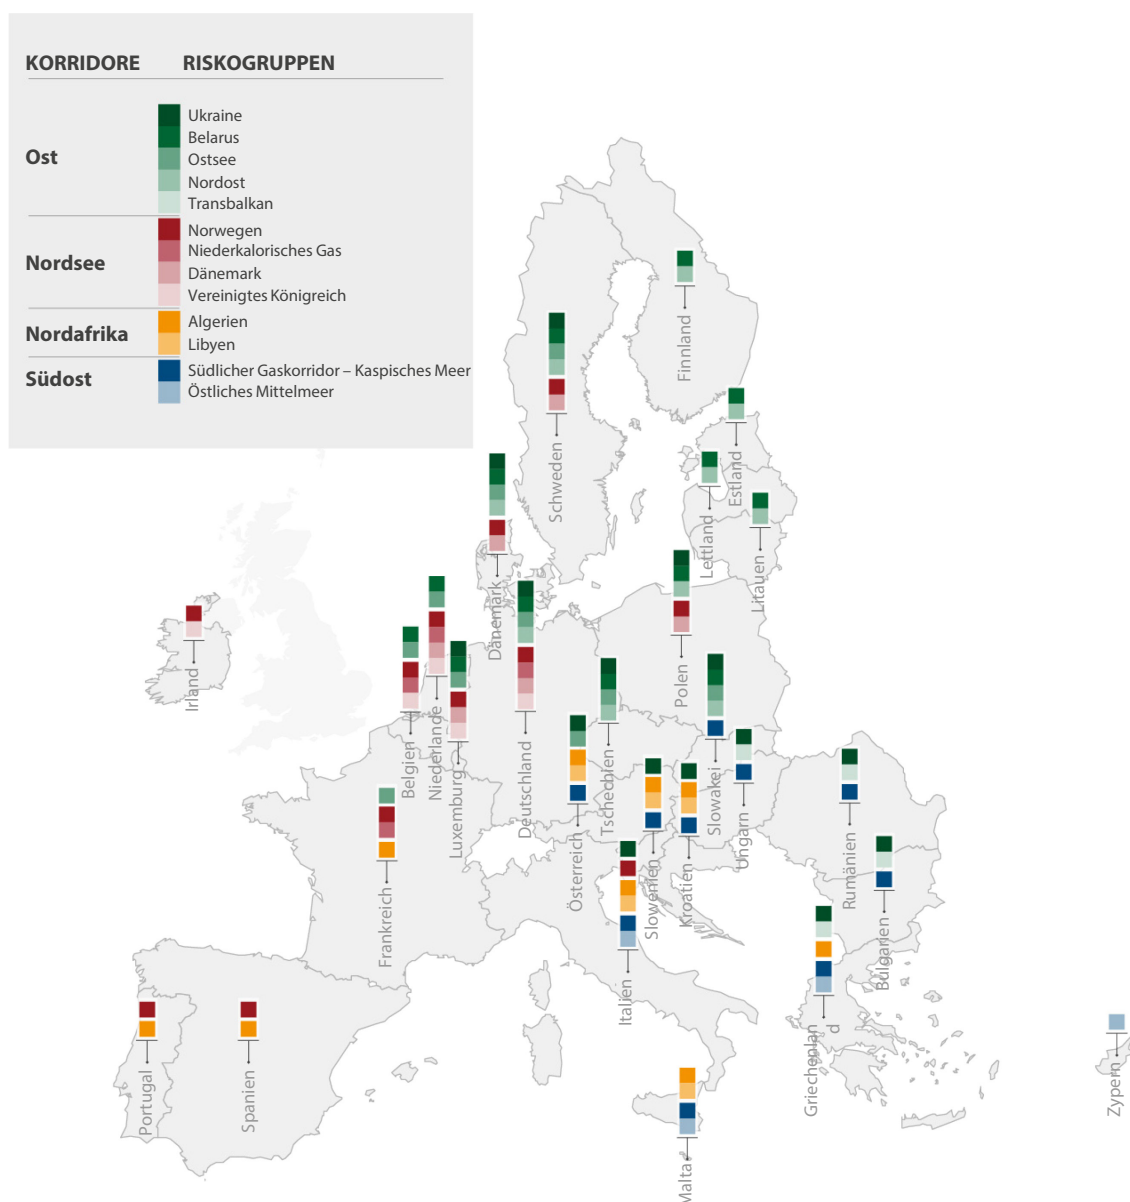 KORRIDORE RISKOGRUPPEN
Ost
Ukraine
Belarus
Ostsee
Nordost
Transbalkan
Nordsee
Norwegen
Niederkalorisches Gas
Dänemark
Vereinigtes Königreich
Nordafrika
Algerien
Libyen
Südost
Südlicher Gaskorridor – Kaspisches Meer
Östliches Mittelmeer
Finnland
Schweden
Estland
Lettland
Litauen
Dänemark
Irland
Polen
Niederlande
Belgien
Luxemburg
Deutschland
Tschechien
Slowakei
Ungarn
Österreich
Slowenien
Kroatien
Rumänien
Bulgarien
Frankreich
Italien
Griechenlan
d
Portugal
Spanien
Malta
Zypern